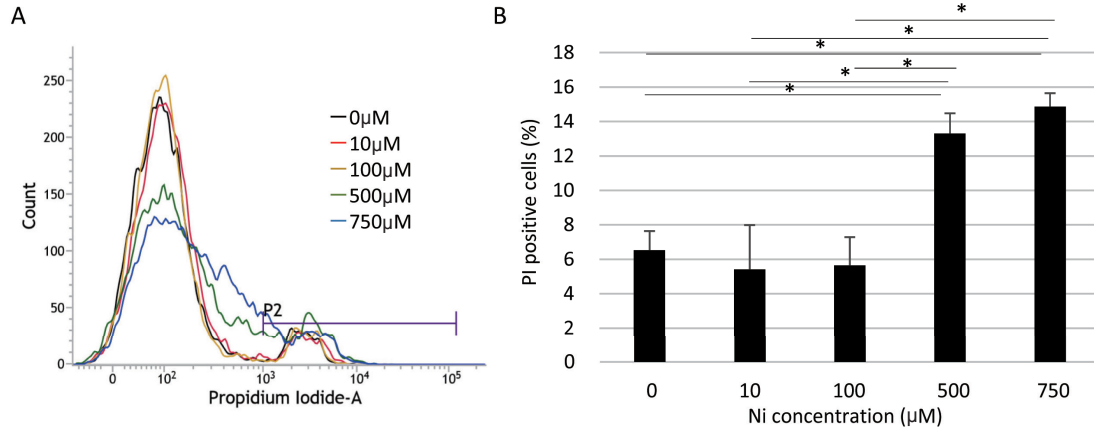 A
250
200
150
100
50
0
Count
0μM
10μM
100μM
500μM
750μM
P2
0 10² 10³ 10⁴ 10⁵
Propidium Iodide-A
B
*
*
*
*
*
*
18
16
14
12
10
8
6
4
2
0
PI positive cells (%)
0 10 100 500 750
Ni concentration (μM)